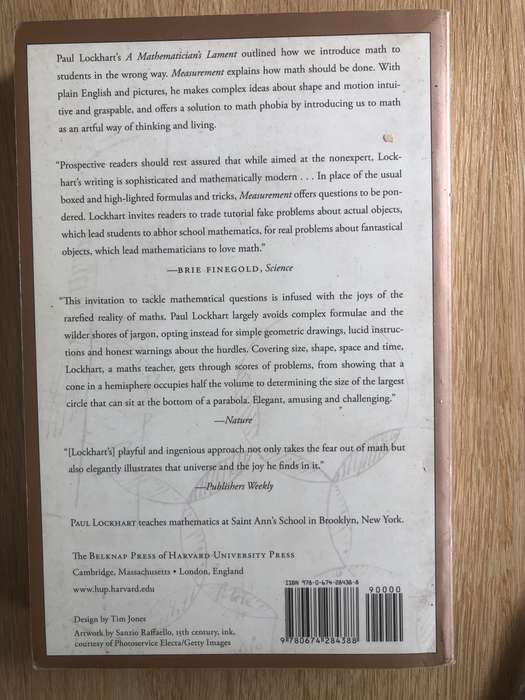 Paul Lockhart's A Mathematician's Lament outlined how we introduce math to
students in the wrong way. Measurement explains how math should be done. With
plain English and pictures, he makes complex ideas about shape and motion intui-
tive and graspable, and offers a solution to math phobia by introducing us to math
as an artful way of thinking and living.
“Prospective readers should rest assured that while aimed at the nonexpert, Lock-
hart's writing is sophisticated and mathematically modern . . . In place of the usual
boxed and high-lighted formulas and tricks, Measurement offers questions to be pon-
dered. Lockhart invites readers to trade tutorial fake problems about actual objects,
which lead students to abhor school mathematics, for real problems about fantastical
objects, which lead mathematicians to love math.”
—BRIE FINEGOLD, Science
“This invitation to tackle mathematical questions is infused with the joys of the
rarefied reality of maths. Paul Lockhart largely avoids complex formulae and the
wilder shores of jargon, opting instead for simple geometric drawings, lucid instruc-
tions and honest warnings about the hurdles. Covering size, shape, space and time,
Lockhart, a maths teacher, gets through scores of problems, from showing that a
cone in a hemisphere occupies half the volume to determining the size of the largest
circle that can sit at the bottom of a parabola. Elegant, amusing and challenging.”
—Nature
“[Lockhart's] playful and ingenious approach not only takes the fear out of math but
also elegantly illustrates that universe and the joy he finds in it.”
—Publishers Weekly
PAUL LOCKHART teaches mathematics at Saint Ann's School in Brooklyn, New York.
THE BELKNAP PRESS OF HARVARD UNIVERSITY PRESS
Cambridge, Massachusetts • London, England
www.hup.harvard.edu
ISBN 978-0-674-28438-8
90000
9 780674 284388
Design by Tim Jones
Artwork by Sanzio Raffaello, 15th century, ink,
courtesy of Photoservice Electa/Getty Images